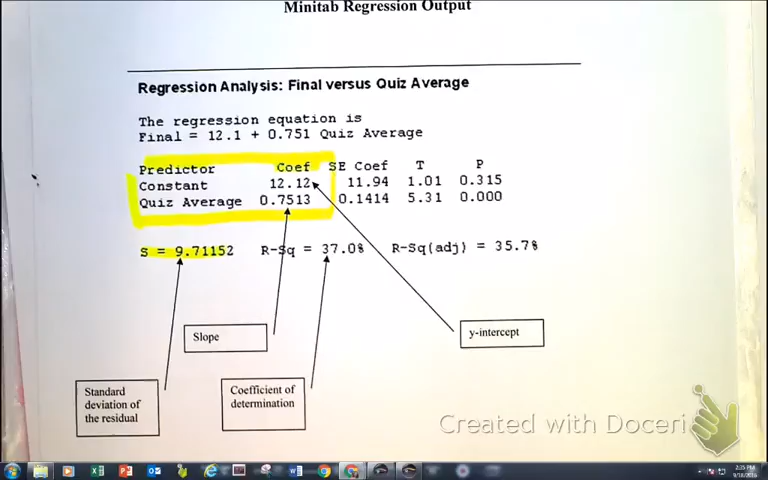 Minitab Regression Output
Regression Analysis: Final versus Quiz Average
The regression equation is
Final = 12.1 + 0.751 Quiz Average
Predictor Coef SE Coef T P
Constant 12.12 11.94 1.01 0.315
Quiz Average 0.7513 0.1414 5.31 0.000
S = 9.71152 R-Sq = 37.0% R-Sq(adj) = 35.7%
Slope
y-intercept
Standard
deviation of
the residual
Coefficient of
determination
Created with Doceri
2:35 PM